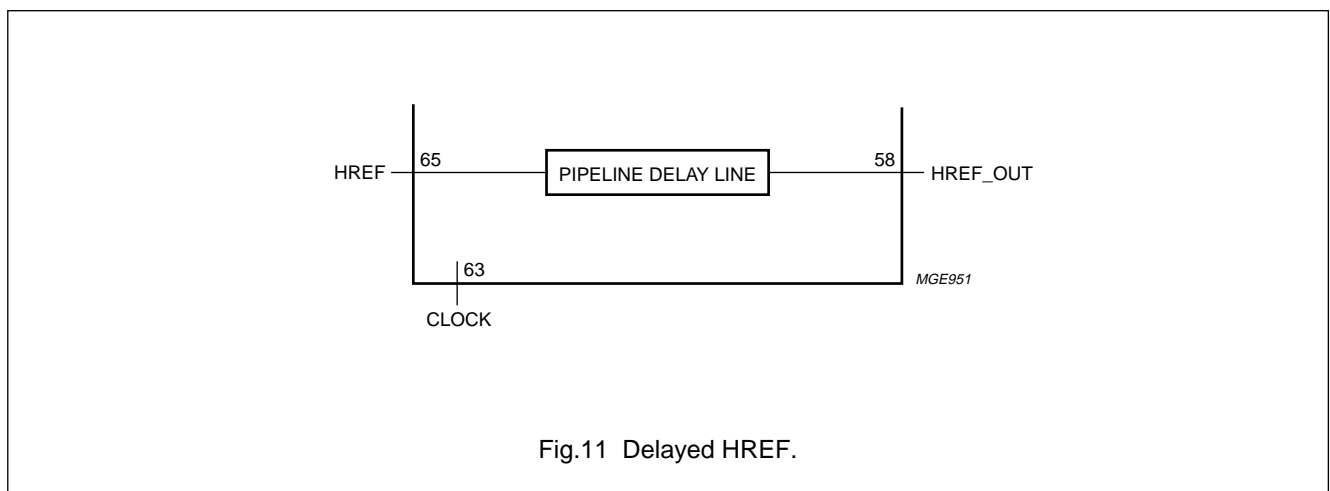 65
58
HREF
PIPELINE DELAY LINE
HREF_OUT
63
MGE951
CLOCK
Fig.11 Delayed HREF.